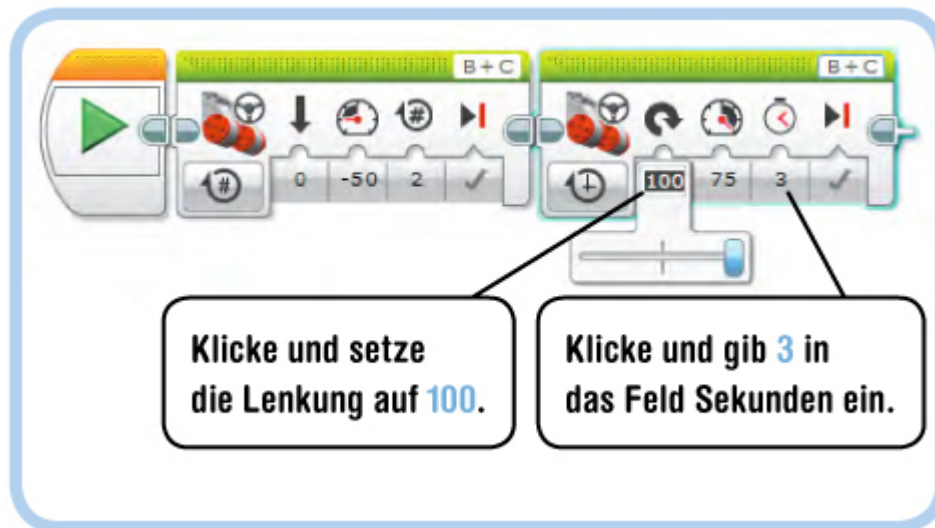 B + C
B + C
#
#
0 -50 2
100 75 3
Klicke und setze
die Lenkung auf 100.
Klicke und gib 3 in
das Feld Sekunden ein.